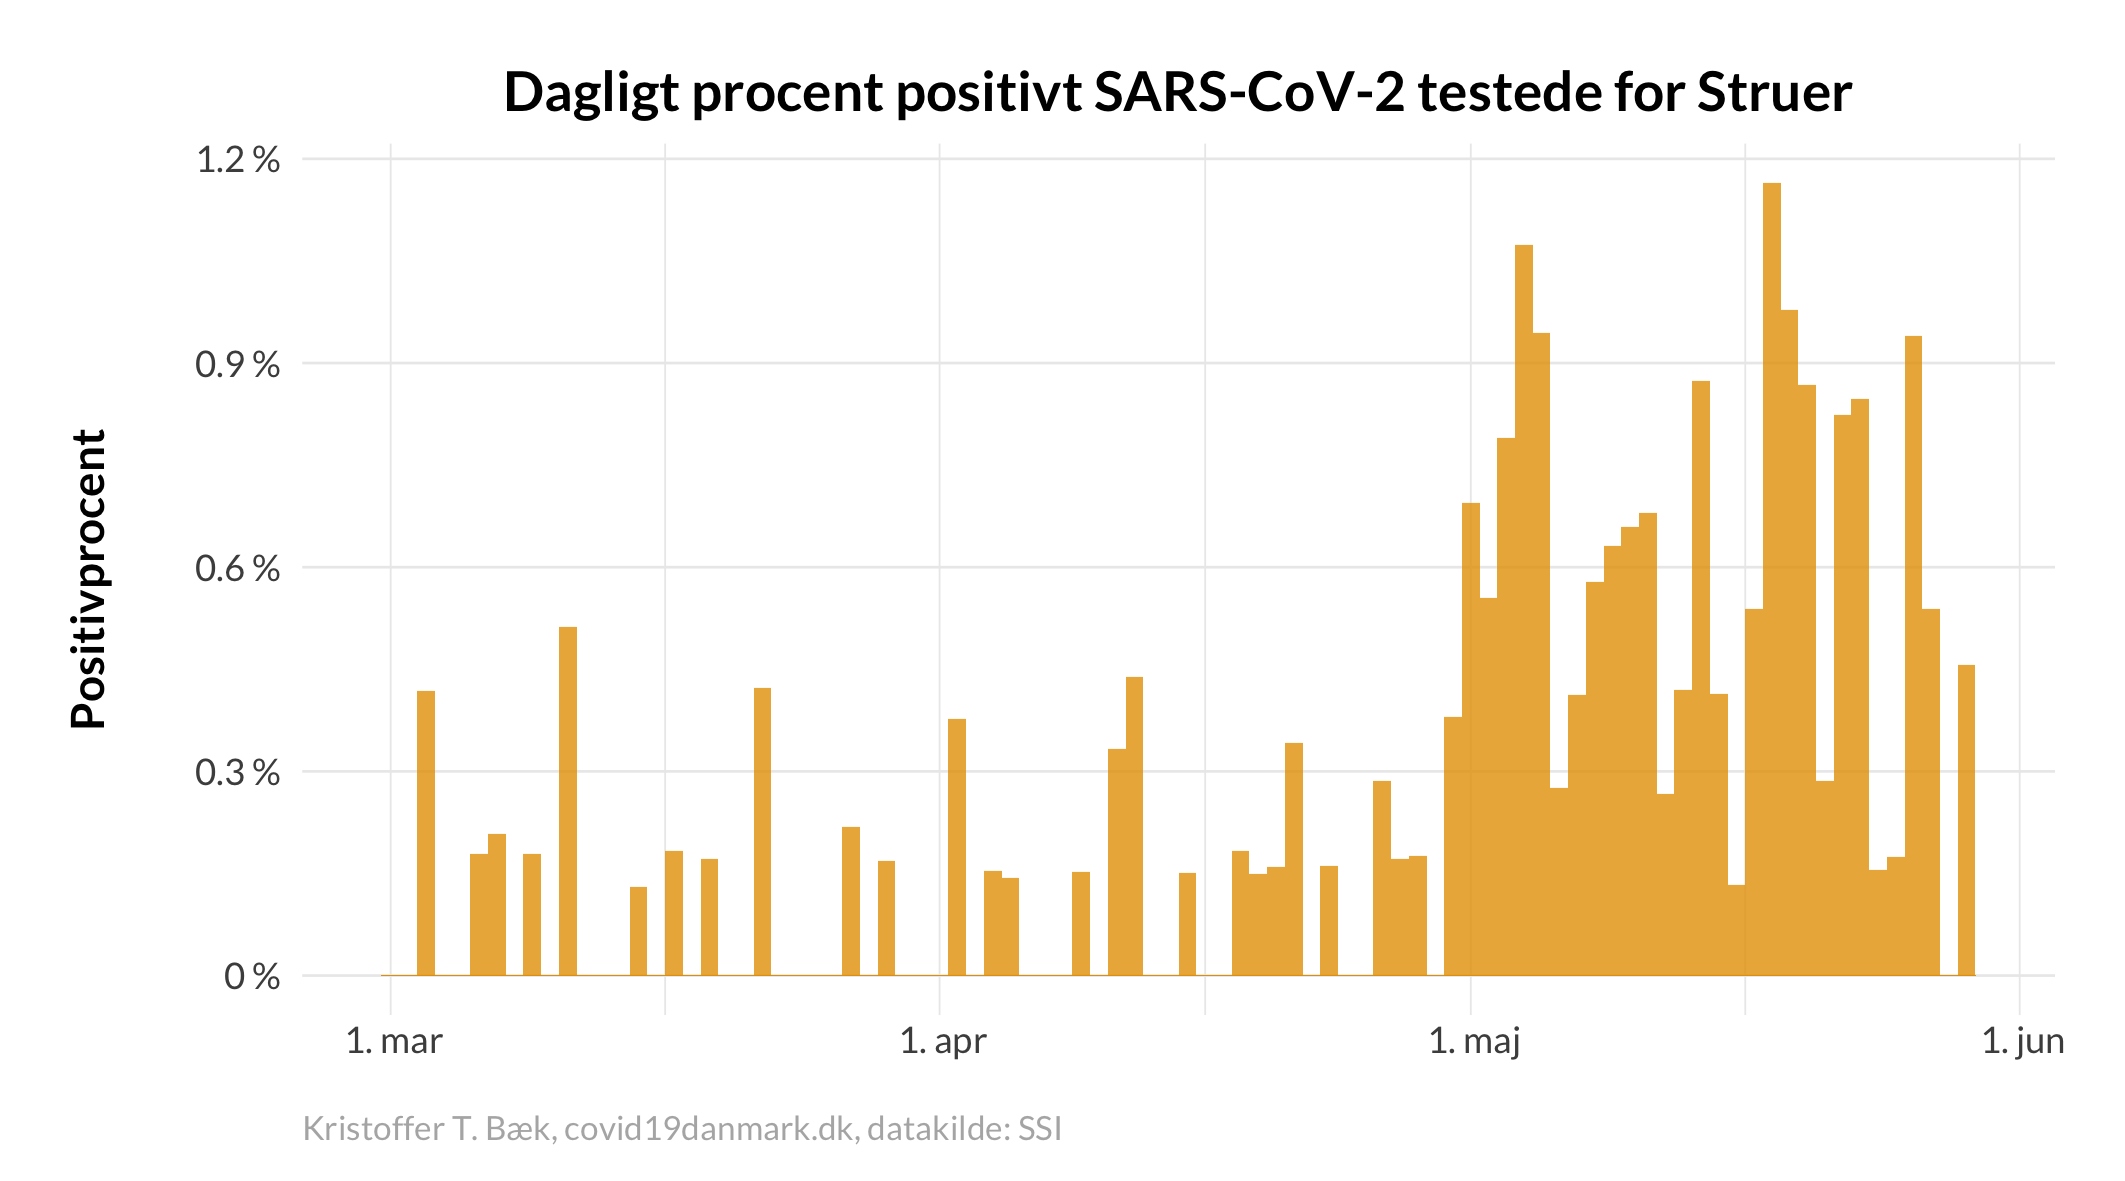 Dagligt procent positivt SARS-CoV-2 testede for Struer
Positivprocent
1.2 %
0.9 %
0.6 %
0.3 %
0 %
1. mar
1. apr
1. maj
1. jun
Kristoffer T. Bæk, covid19danmark.dk, datakilde: SSI